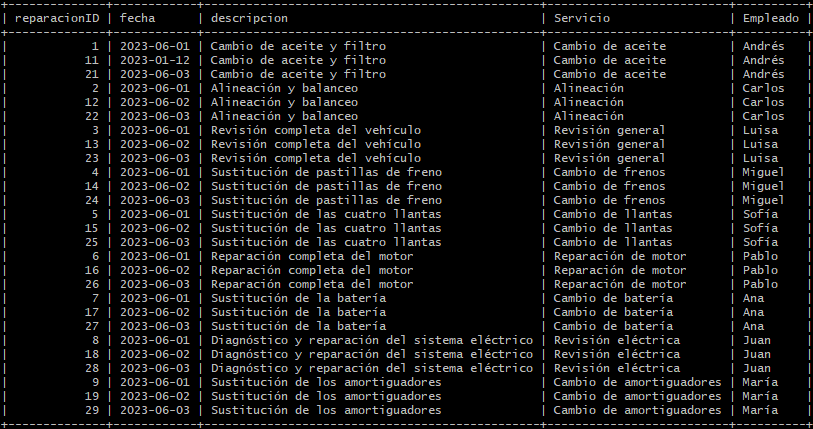 | reparacionID | fecha | descripcion | Servicio | Empleado |
| 1 | 2023-06-01 | Cambio de aceite y filtro | Cambio de aceite | Andrés |
| 11 | 2023-01-12 | Cambio de aceite y filtro | Cambio de aceite | Andrés |
| 21 | 2023-06-03 | Cambio de aceite y filtro | Cambio de aceite | Andrés |
| 2 | 2023-06-01 | Alineación y balanceo | Alineación | Carlos |
| 12 | 2023-06-02 | Alineación y balanceo | Alineación | Carlos |
| 22 | 2023-06-03 | Alineación y balanceo | Alineación | Carlos |
| 3 | 2023-06-01 | Revisión completa del vehículo | Revisión general | Luisa |
| 13 | 2023-06-02 | Revisión completa del vehículo | Revisión general | Luisa |
| 23 | 2023-06-03 | Revisión completa del vehículo | Revisión general | Luisa |
| 4 | 2023-06-01 | Sustitución de pastillas de freno | Cambio de frenos | Miguel |
| 14 | 2023-06-02 | Sustitución de pastillas de freno | Cambio de frenos | Miguel |
| 24 | 2023-06-03 | Sustitución de pastillas de freno | Cambio de frenos | Miguel |
| 5 | 2023-06-01 | Sustitución de las cuatro llantas | Cambio de llantas | Sofía |
| 15 | 2023-06-02 | Sustitución de las cuatro llantas | Cambio de llantas | Sofía |
| 25 | 2023-06-03 | Sustitución de las cuatro llantas | Cambio de llantas | Sofía |
| 6 | 2023-06-01 | Reparación completa del motor | Reparación de motor | Pablo |
| 16 | 2023-06-02 | Reparación completa del motor | Reparación de motor | Pablo |
| 26 | 2023-06-03 | Reparación completa del motor | Reparación de motor | Pablo |
| 7 | 2023-06-01 | Sustitución de la batería | Cambio de batería | Ana |
| 17 | 2023-06-02 | Sustitución de la batería | Cambio de batería | Ana |
| 27 | 2023-06-03 | Sustitución de la batería | Cambio de batería | Ana |
| 8 | 2023-06-01 | Diagnóstico y reparación del sistema eléctrico | Revisión eléctrica | Juan |
| 18 | 2023-06-02 | Diagnóstico y reparación del sistema eléctrico | Revisión eléctrica | Juan |
| 28 | 2023-06-03 | Diagnóstico y reparación del sistema eléctrico | Revisión eléctrica | Juan |
| 9 | 2023-06-01 | Sustitución de los amortiguadores | Cambio de amortiguadores | María |
| 19 | 2023-06-02 | Sustitución de los amortiguadores | Cambio de amortiguadores | María |
| 29 | 2023-06-03 | Sustitución de los amortiguadores | Cambio de amortiguadores | María |